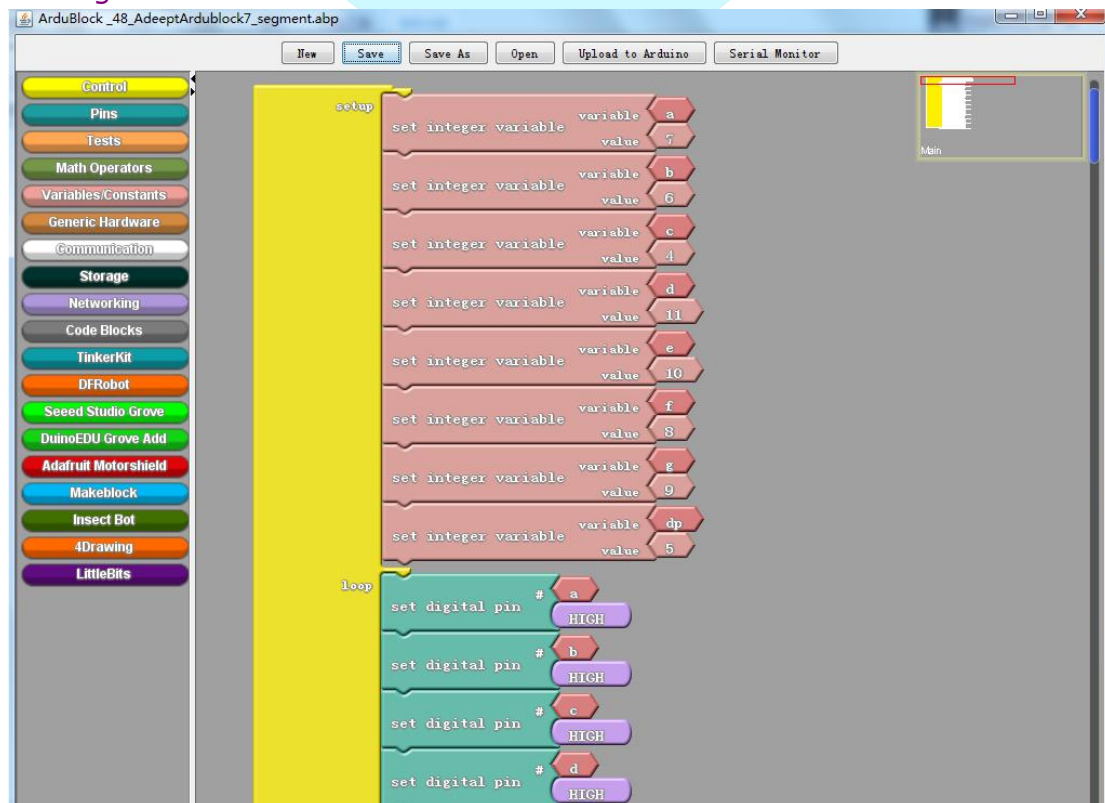 ArduBlock _48_AdeeptArdublock7_segment.abp
New Save Save As Open Upload to Arduino Serial Monitor
Control
Pins
Tests
Math Operators
Variables/Constants
Generic Hardware
Communication
Storage
Networking
Code Blocks
TinkerKit
DFRobot
Seeed Studio Grove
DuinoEDU Grove Add
Adafruit Motorshield
Makeblock
Insect Bot
4Drawing
LittleBits
setup
set integer variable variable a
value 7
set integer variable variable b
value 6
set integer variable variable c
value 4
set integer variable variable d
value 11
set integer variable variable e
value 10
set integer variable variable f
value 8
set integer variable variable g
value 9
set integer variable variable dp
value 5
loop
set digital pin # a
HIGH
set digital pin # b
HIGH
set digital pin # c
HIGH
set digital pin # d
HIGH
Main